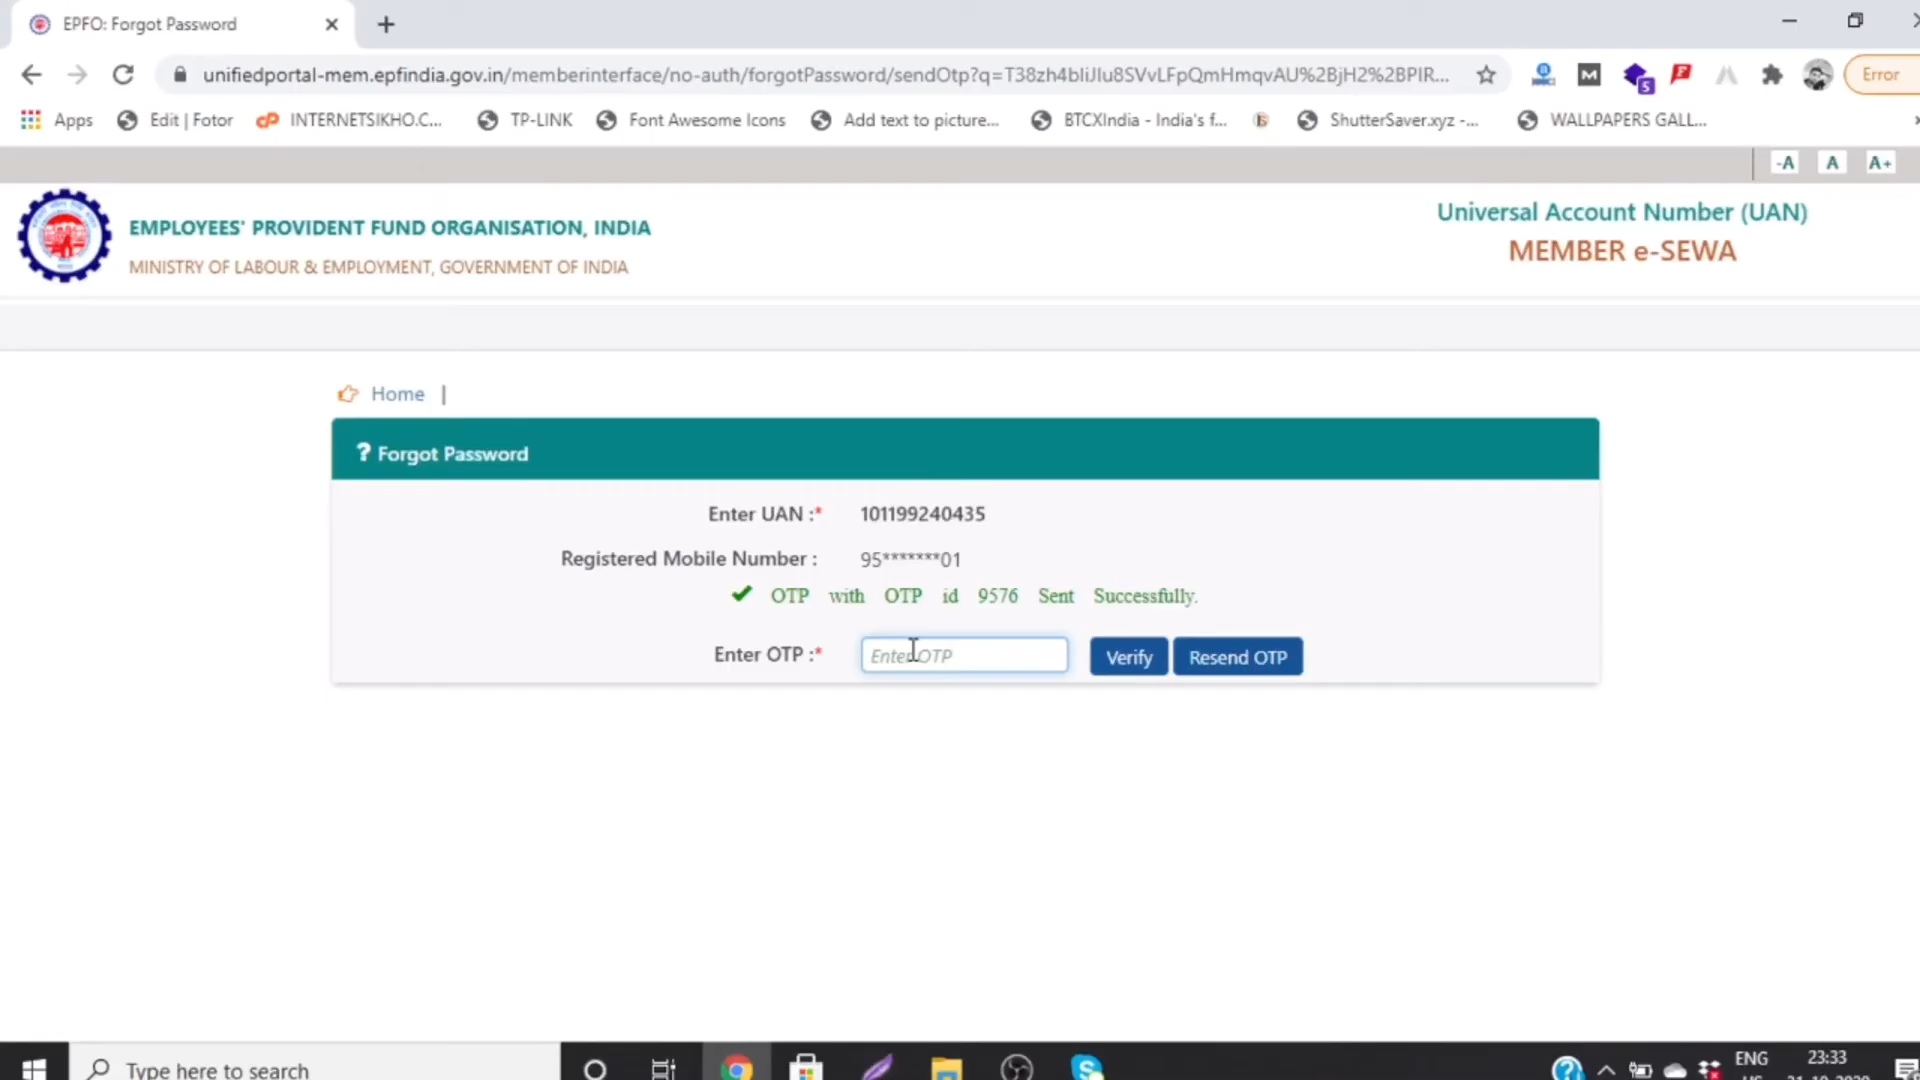 EPFO: Forgot Password
unifiedportal-mem.epfindia.gov.in/memberinterface/no-auth/forgotPassword/sendOtp?q=T38zh4bIiJIu8SVvLFpQmHmqvAU%2BjH2%2BPIR...
Error
Apps Edit | Fotor INTERNETSIKHO.C... TP-LINK Font Awesome Icons Add text to picture... BTCXIndia - India's f... ShutterSaver.xyz -... WALLPAPERS GALL...
-A A A+
EMPLOYEES' PROVIDENT FUND ORGANISATION, INDIA
MINISTRY OF LABOUR & EMPLOYMENT, GOVERNMENT OF INDIA
Universal Account Number (UAN)
MEMBER e-SEWA
Home |
? Forgot Password
Enter UAN :* 101199240435
Registered Mobile Number : 95*******01
OTP with OTP id 9576 Sent Successfully.
Enter OTP :* Enter OTP Verify Resend OTP
Type here to search
ENG
23:33